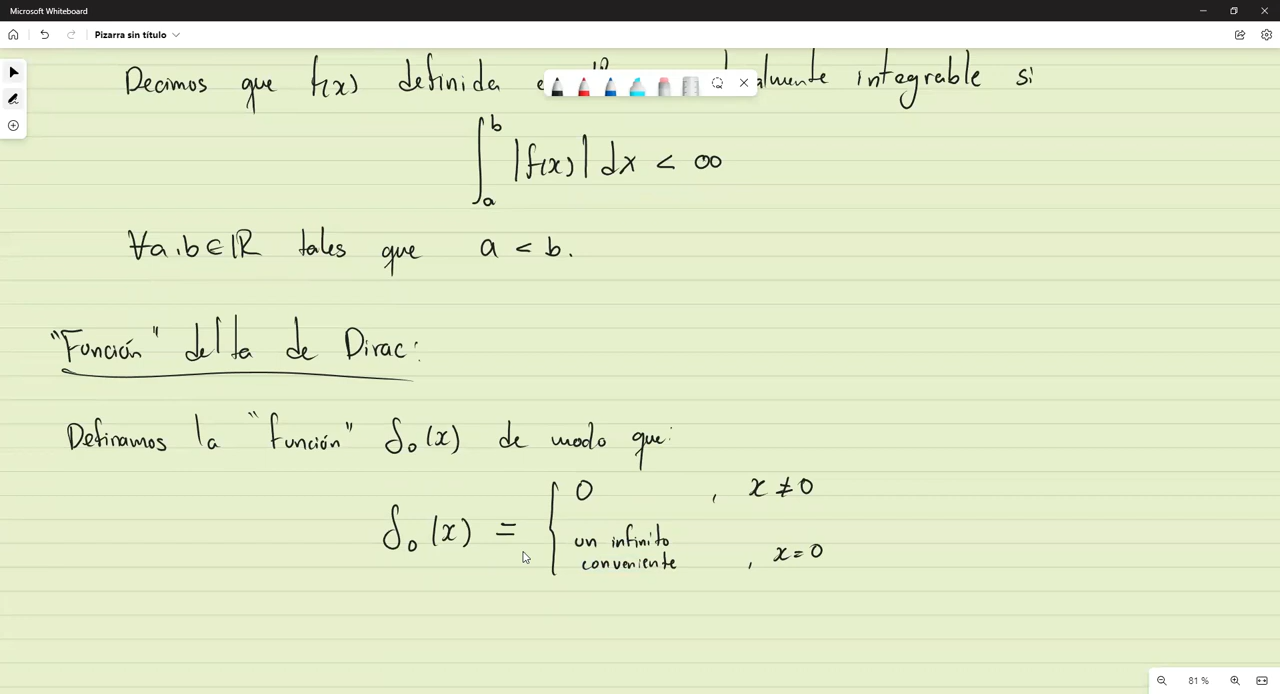 Microsoft Whiteboard
Pizarra sin título
Decimos que f(x) definida integrable si
∫_a^b |f(x)| dx < ∞
∀a,b∈ℝ tales que a < b.
"Función" delta de Dirac:
Definamos la "función" δ₀(x) de modo que:
δ₀(x) = { 0 , x ≠ 0
un infinito
conveniente , x = 0
81 %